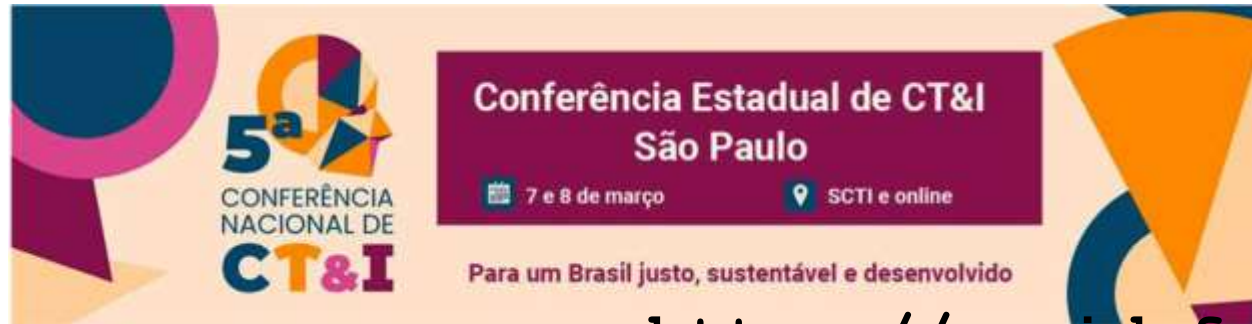 5ª
CONFERÊNCIA
NACIONAL DE
CT&I
Conferência Estadual de CT&I
São Paulo
7 e 8 de março
SCTI e online
Para um Brasil justo, sustentável e desenvolvido